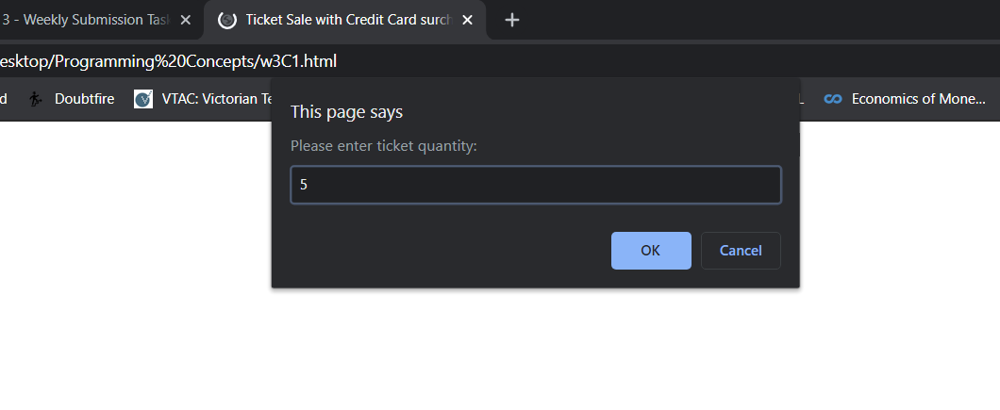 3 - Weekly Submission Tas
Ticket Sale with Credit Card surch
esktop/Programming%20Concepts/w3C1.html
d Doubtfire VTAC: Victorian Te L Economics of Mone...
This page says
Please enter ticket quantity:
5
OK Cancel